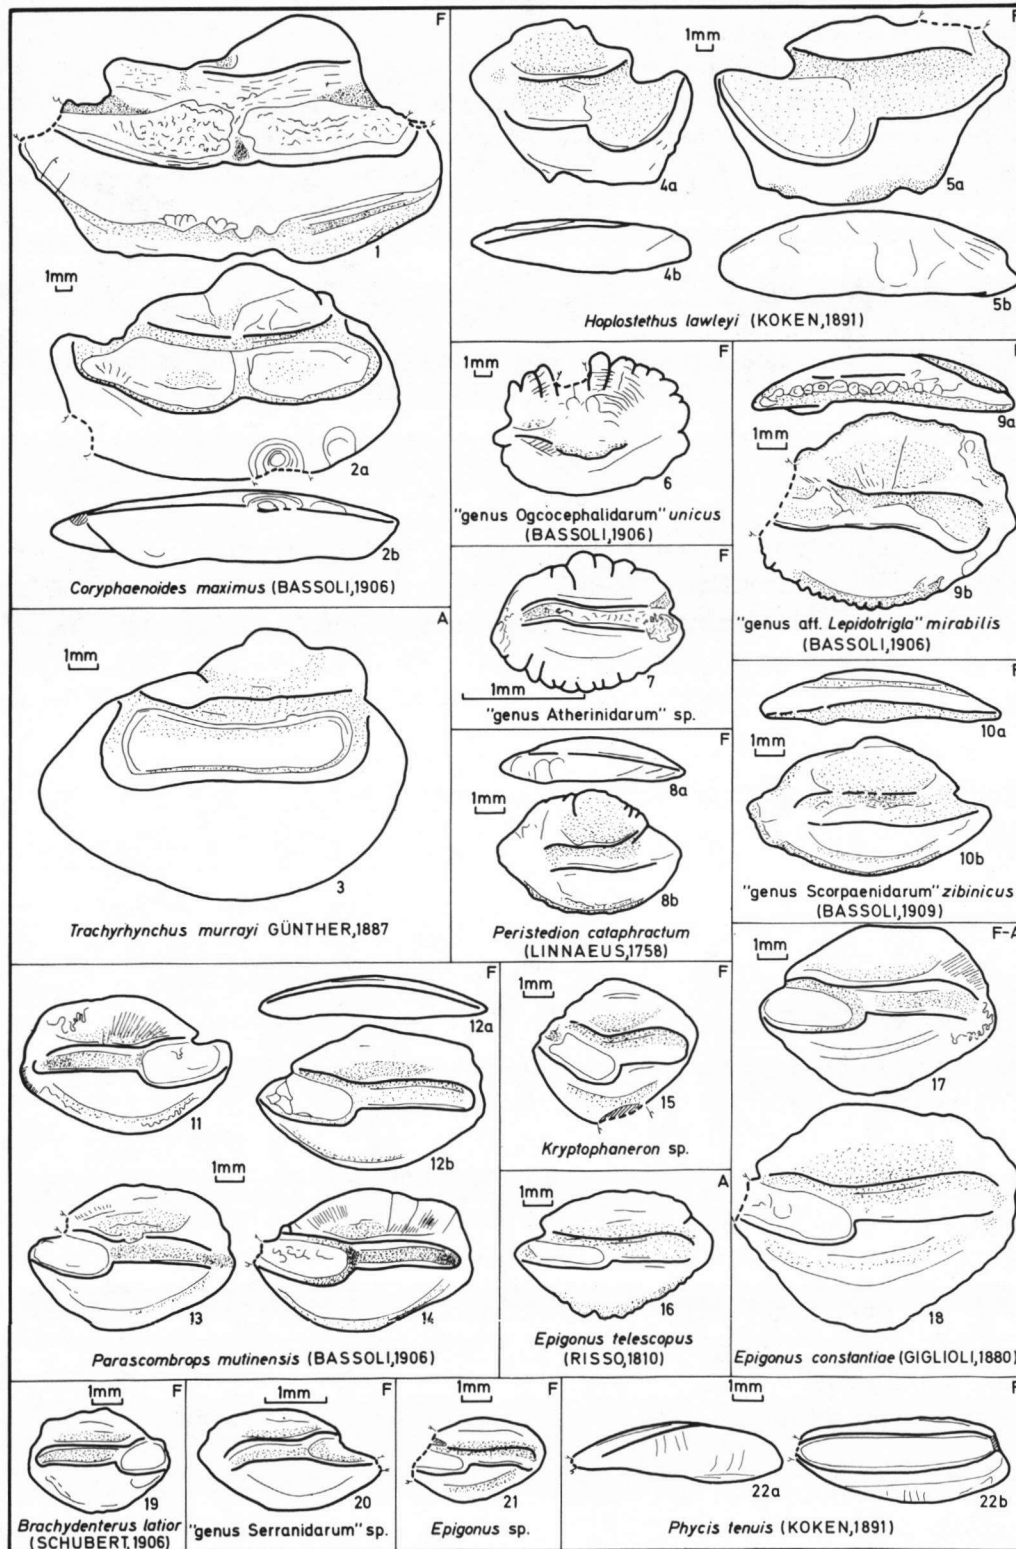 F
1
1mm
2a
2b
Coryphaenoides maximus (BASSOLI,1906)
F
1mm
4a
5a
4b
5b
Hoplostethus lawleyi (KOKEN,1891)
A
1mm
3
Trachyrhynchus murrayi GÜNTHER,1887
F
1mm
6
"genus Ogcocephalidarum" unicus
(BASSOLI,1906)
F
7
1mm
"genus Atherinidarum" sp.
F
8a
1mm
8b
Peristedion cataphractum
(LINNAEUS,1758)
9a
1mm
9b
"genus aff. Lepidotrigla" mirabilis
(BASSOLI,1906)
F
10a
1mm
10b
"genus Scorpaenidarum" zibinicus
(BASSOLI,1909)
F
11
12a
12b
1mm
13
14
Parascombrops mutinensis (BASSOLI,1906)
F
1mm
15
Kryptophaneron sp.
A
1mm
16
Epigonus telescopus
(RISSO,1810)
F-A
1mm
17
18
Epigonus constantiae (GIGLIOLI,1880)
1mm
F
19
Brachydenterus latior
(SCHUBERT,1906)
1mm
F
20
"genus Serranidarum" sp.
1mm
F
21
Epigonus sp.
1mm
F
22a
22b
Phycis tenuis (KOKEN,1891)